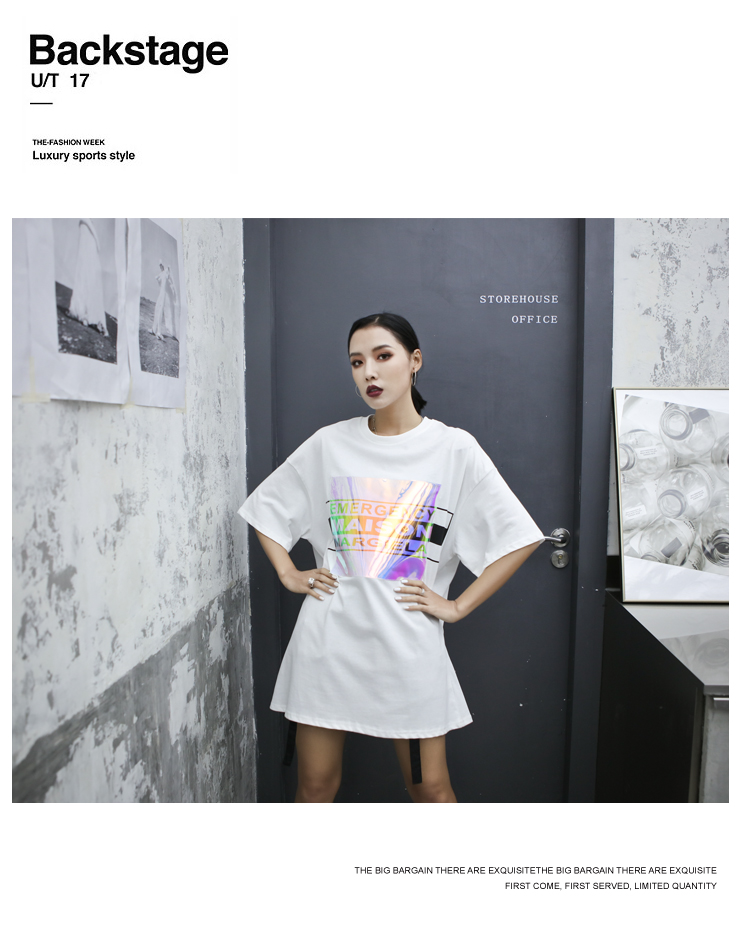 Backstage
U/T 17
THE-FASHION WEEK
Luxury sports style
STOREHOUSE
OFFICE
EMERGENCY
MAISON
MARGIELA
THE BIG BARGAIN THERE ARE EXQUISITETHE BIG BARGAIN THERE ARE EXQUISITE
FIRST COME, FIRST SERVED, LIMITED QUANTITY